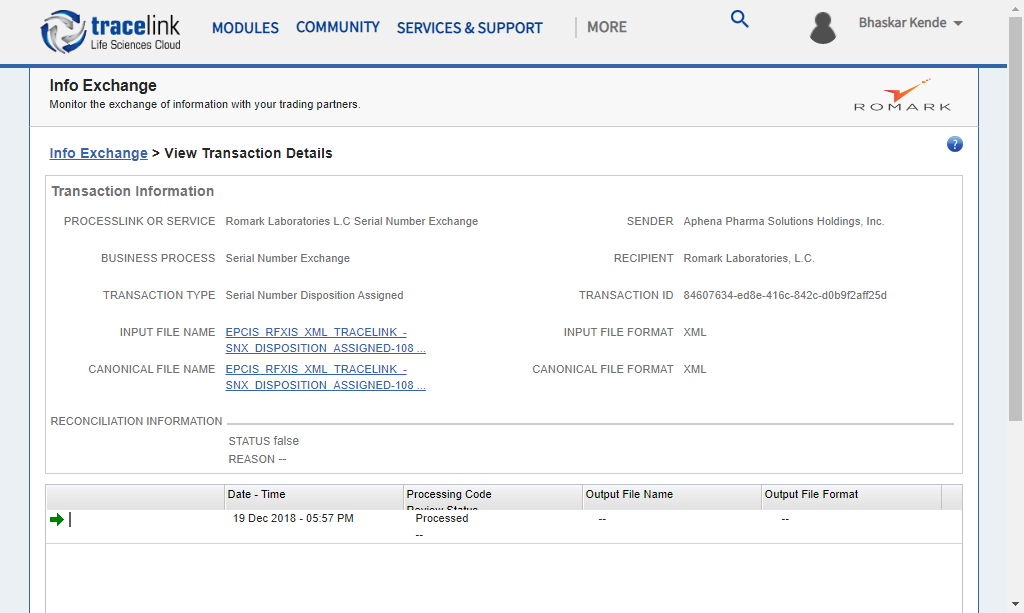 tracelink
Life Sciences Cloud
MODULES
COMMUNITY
SERVICES & SUPPORT
MORE
Bhaskar Kende
Info Exchange
Monitor the exchange of information with your trading partners.
ROMARK
Info Exchange > View Transaction Details
?
Transaction Information
PROCESSLINK OR SERVICE Romark Laboratories L.C Serial Number Exchange
SENDER Aphena Pharma Solutions Holdings, Inc.
BUSINESS PROCESS Serial Number Exchange
RECIPIENT Romark Laboratories, L.C.
TRANSACTION TYPE Serial Number Disposition Assigned
TRANSACTION ID 84607634-ed8e-416c-842c-d0b9f2aff25d
INPUT FILE NAME EPCIS_RFXIS_XML_TRACELINK_-
SNX_DISPOSITION_ASSIGNED-108 ...
INPUT FILE FORMAT XML
CANONICAL FILE NAME EPCIS_RFXIS_XML_TRACELINK_-
SNX_DISPOSITION_ASSIGNED-108 ...
CANONICAL FILE FORMAT XML
RECONCILIATION INFORMATION
STATUS false
REASON --
Date - Time
Processing Code
Review Status
Output File Name
Output File Format
19 Dec 2018 - 05:57 PM
Processed
--
--
--